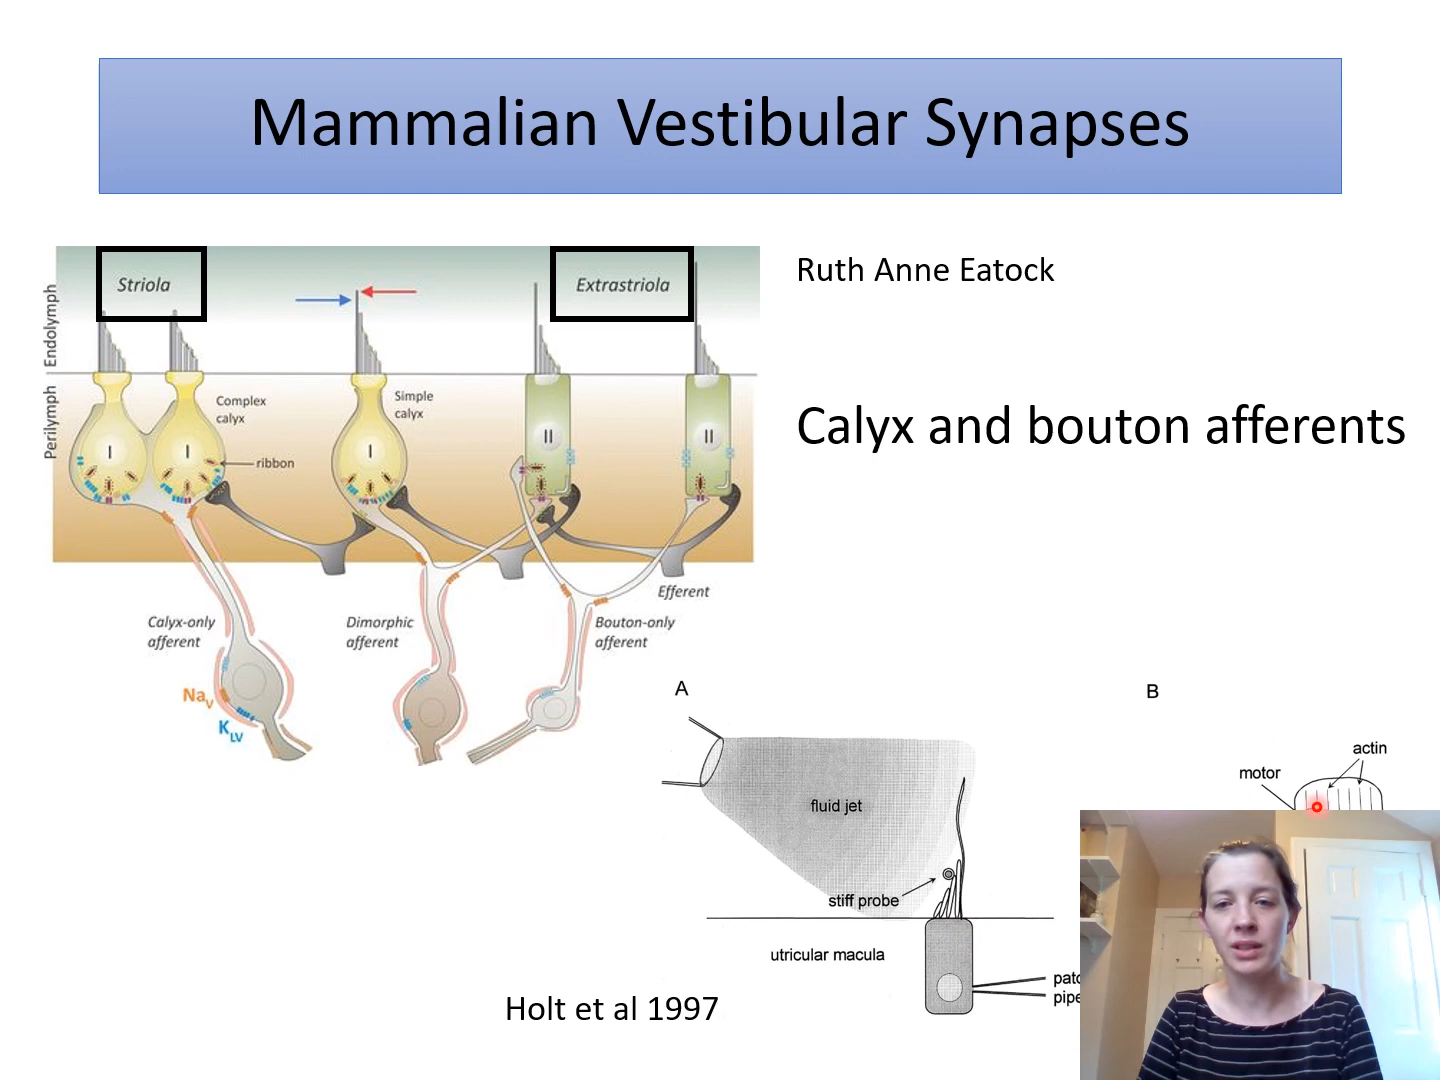 Mammalian Vestibular Synapses
Striola
Extrastriola
Ruth Anne Eatock
Endolymph
Perilymph
Complex
calyx
Simple
calyx
I
I
I
II
II
ribbon
Calyx and bouton afferents
Efferent
Calyx-only
afferent
Dimorphic
afferent
Bouton-only
afferent
NaV
KLV
A
B
actin
motor
fluid jet
stiff probe
utricular macula
Holt et al 1997